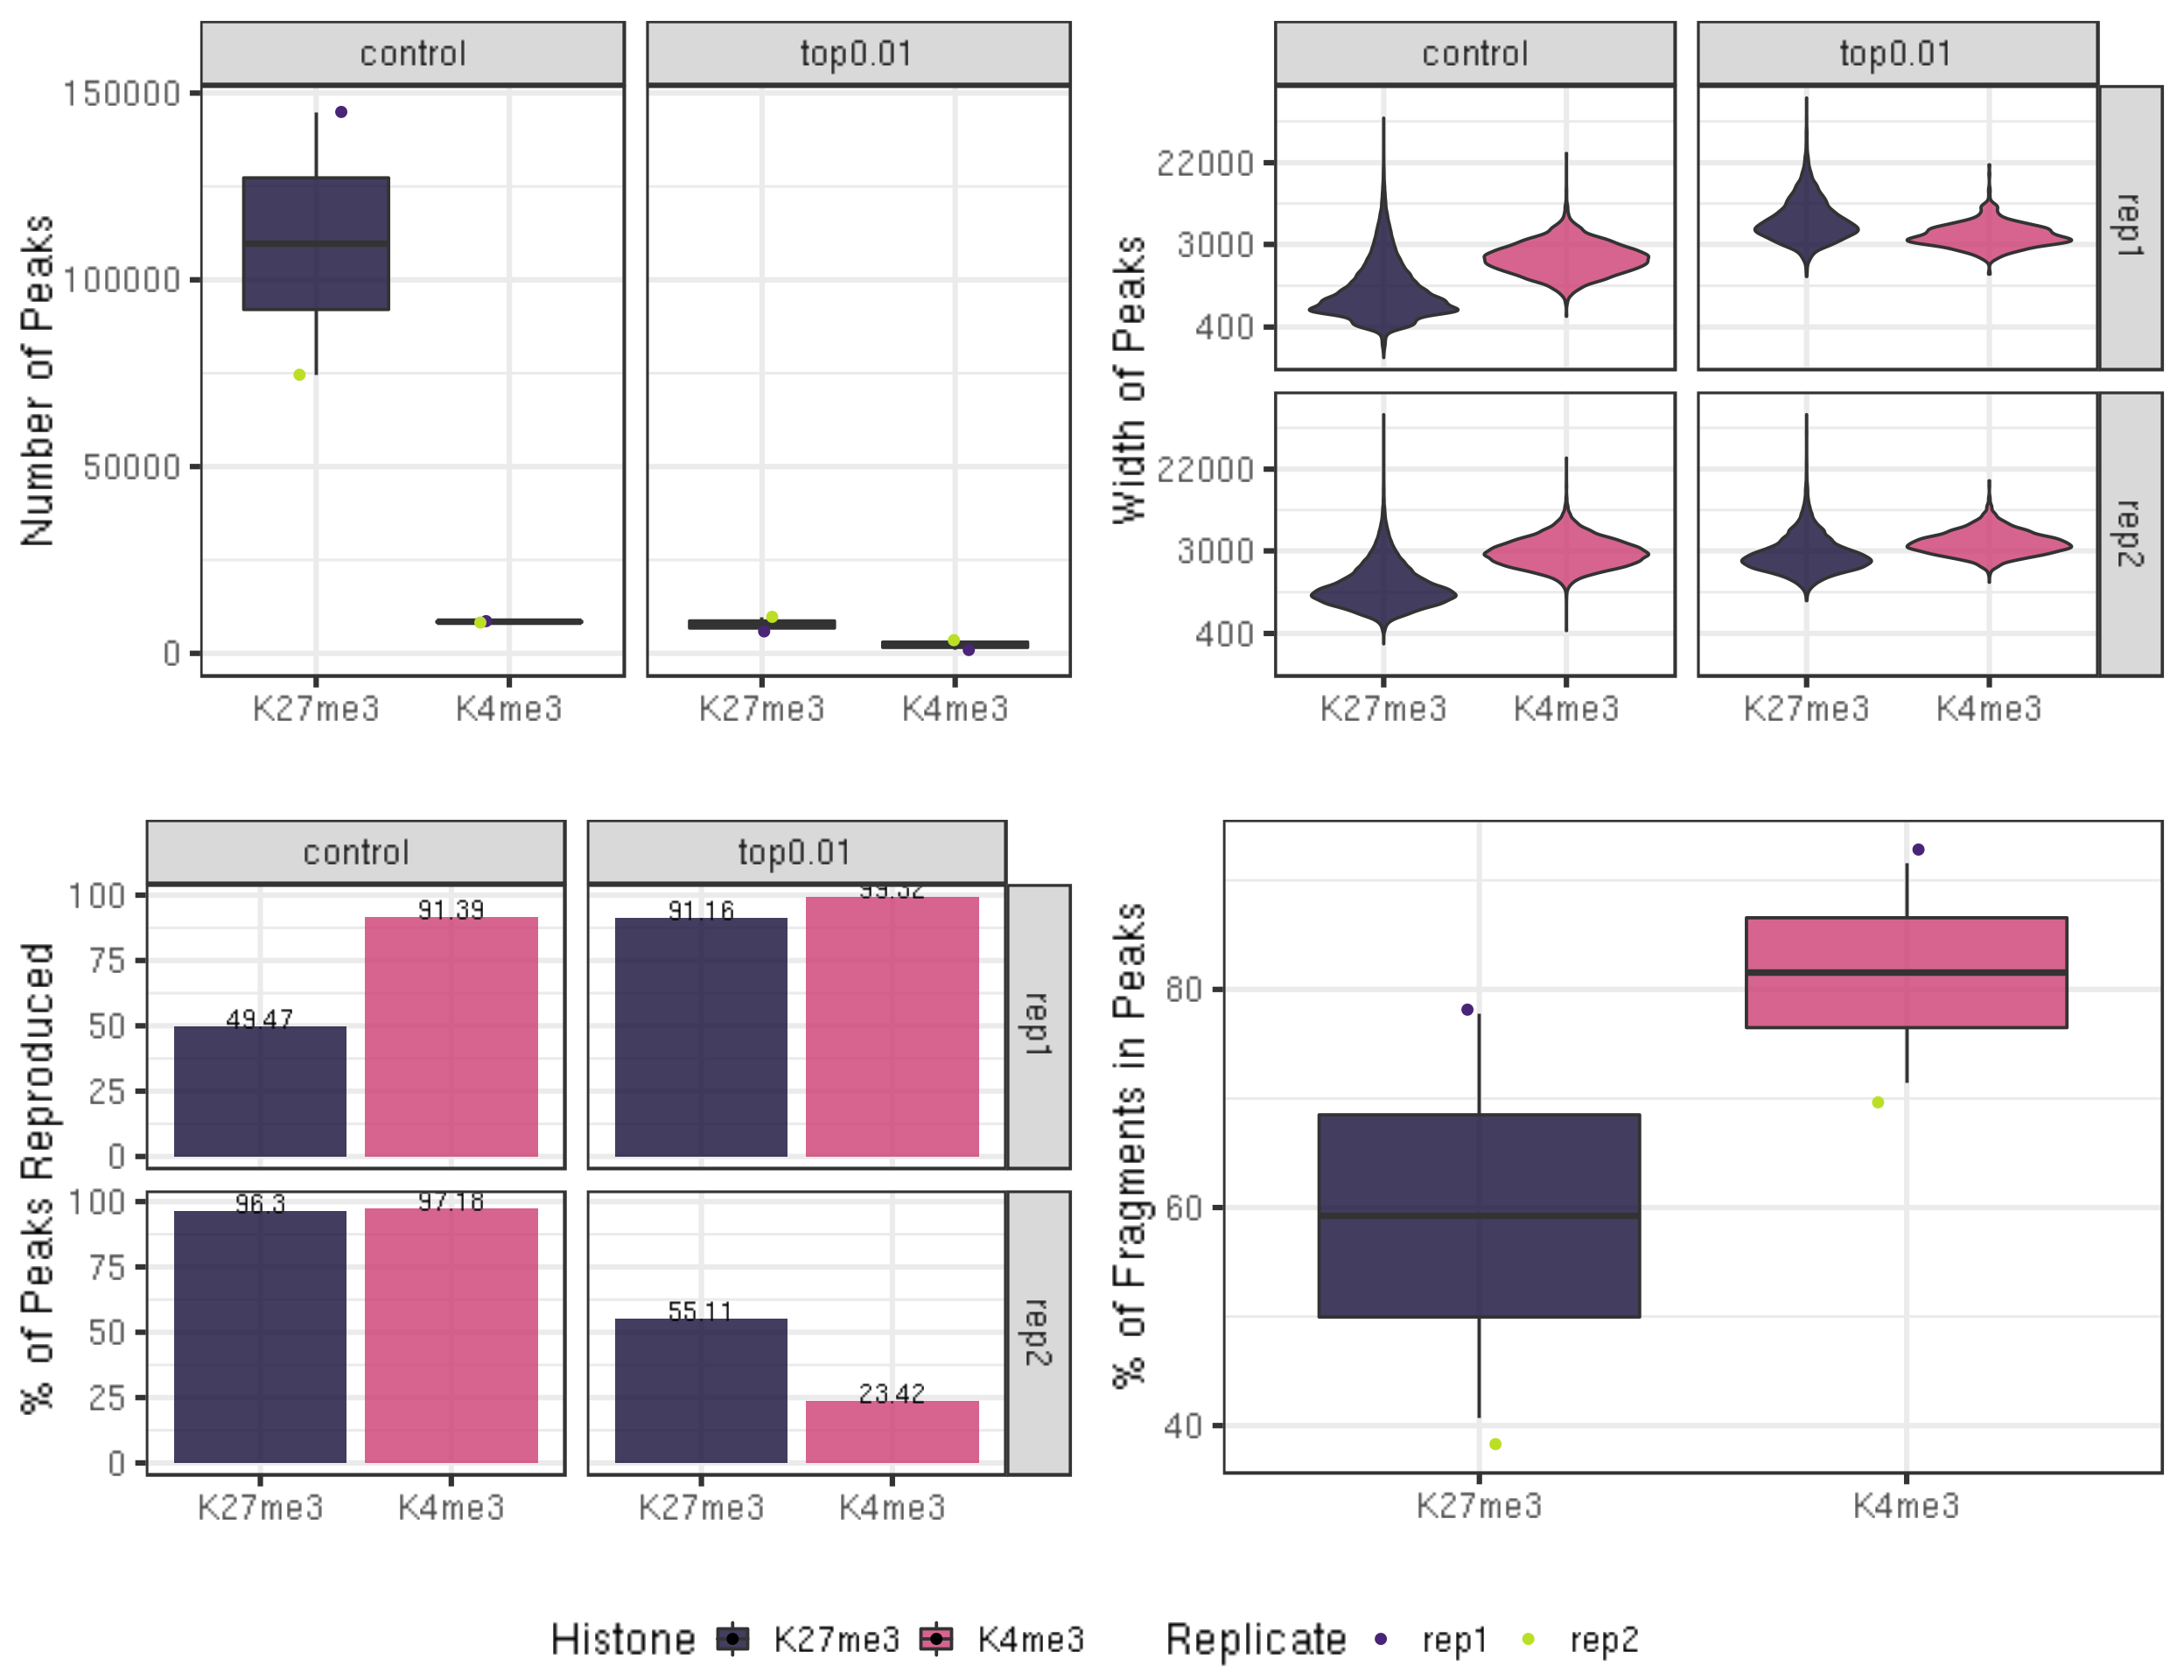 control top0.01
Number of Peaks
150000
100000
50000
0
K27me3 K4me3 K27me3 K4me3
control top0.01
Width of Peaks
22000
3000
400
rep1
22000
3000
400
rep2
K27me3 K4me3 K27me3 K4me3
control top0.01
% of Peaks Reproduced
100
75
50
25
0
49.47 91.39 91.16 99.32
rep1
100
75
50
25
0
96.3 97.18 55.11 23.42
rep2
K27me3 K4me3 K27me3 K4me3
% of Fragments in Peaks
80
60
40
K27me3 K4me3
Histone K27me3 K4me3 Replicate rep1 rep2